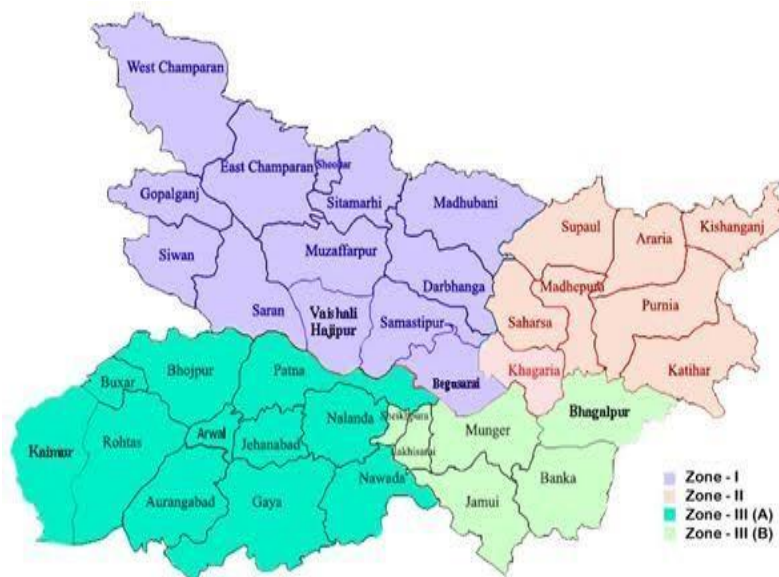 West Champaran
East Champaran
Sheohar
Sitamarhi
Gopalganj
Madhubani
Supaul
Araria
Kishanganj
Siwan
Muzaffarpur
Darbhanga
Madhepura
Purnia
Saran
Vaishali
Hajipur
Samastipur
Saharsa
Khagaria
Katihar
Begusarai
Buxar
Bhojpur
Patna
Bhagalpur
Kaimur
Rohtas
Arwal
Jehanabad
Nalanda
Sheikhpura
Lakhisarai
Munger
Aurangabad
Gaya
Nawada
Jamui
Banka
Zone - I
Zone - II
Zone - III (A)
Zone - III (B)